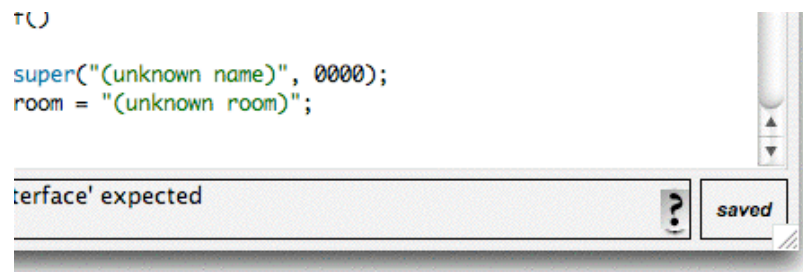 f()
super("(unknown name)", 0000);
room = "(unknown room)";
terface' expected
?
saved